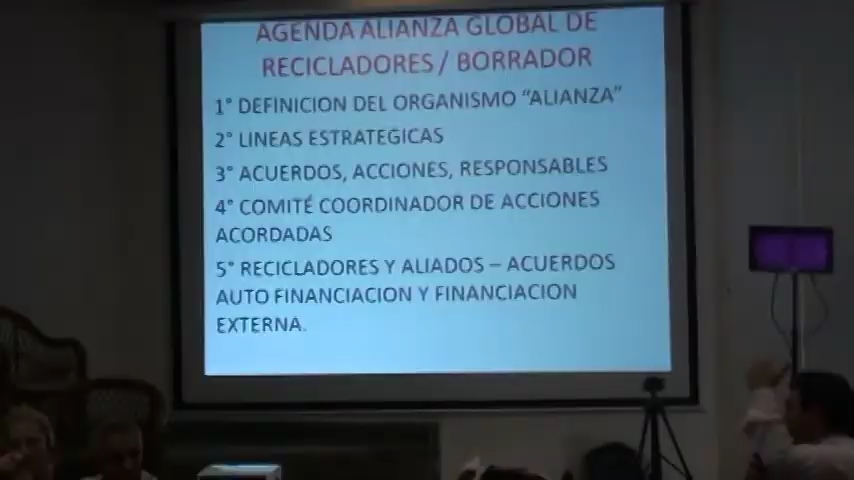 AGENDA ALIANZA GLOBAL DE
RECICLADORES / BORRADOR
1° DEFINICION DEL ORGANISMO “ALIANZA”
2° LINEAS ESTRATEGICAS
3° ACUERDOS, ACCIONES, RESPONSABLES
4° COMITÉ COORDINADOR DE ACCIONES
ACORDADAS
5° RECICLADORES Y ALIADOS – ACUERDOS
AUTO FINANCIACION Y FINANCIACION
EXTERNA.